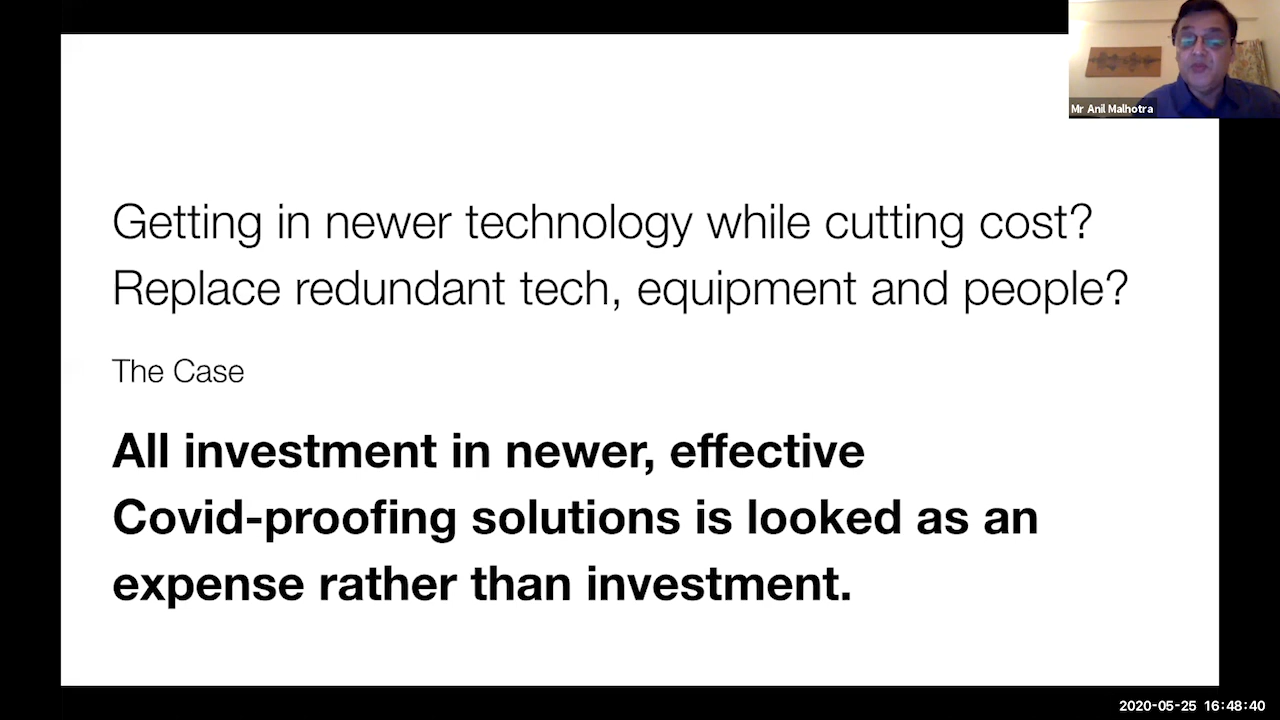 Mr Anil Malhotra
Getting in newer technology while cutting cost?
Replace redundant tech, equipment and people?
The Case
All investment in newer, effective
Covid-proofing solutions is looked as an
expense rather than investment.
2020-05-25 16:48:40